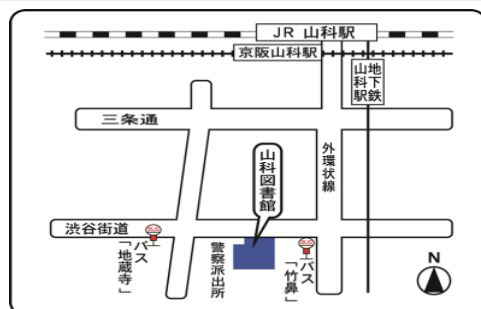 JR 山科駅
京阪山科駅
地下鉄
山科駅
三条通
外環状線
山科図書館
渋谷街道
バス
「地蔵寺」
警察派出所
バス
「竹鼻」
N